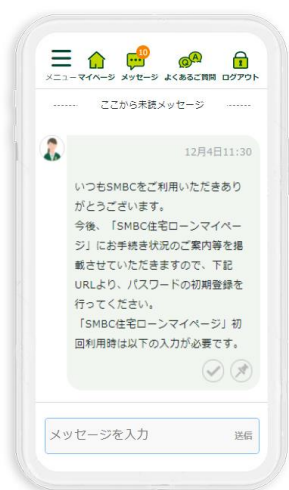 10
メニュー マイページ メッセージ よくあるご質問 ログアウト
ここから未読メッセージ
12月4日11:30
いつもSMBCをご利用いただきあり
がとうございます。
今後、「SMBC住宅ローンマイペー
ジ」にお手続き状況のご案内等を掲
載させていただきますので、下記
URLより、パスワードの初期登録を
行ってください。
「SMBC住宅ローンマイページ」初
回利用時は以下の入力が必要です。
メッセージを入力 送信